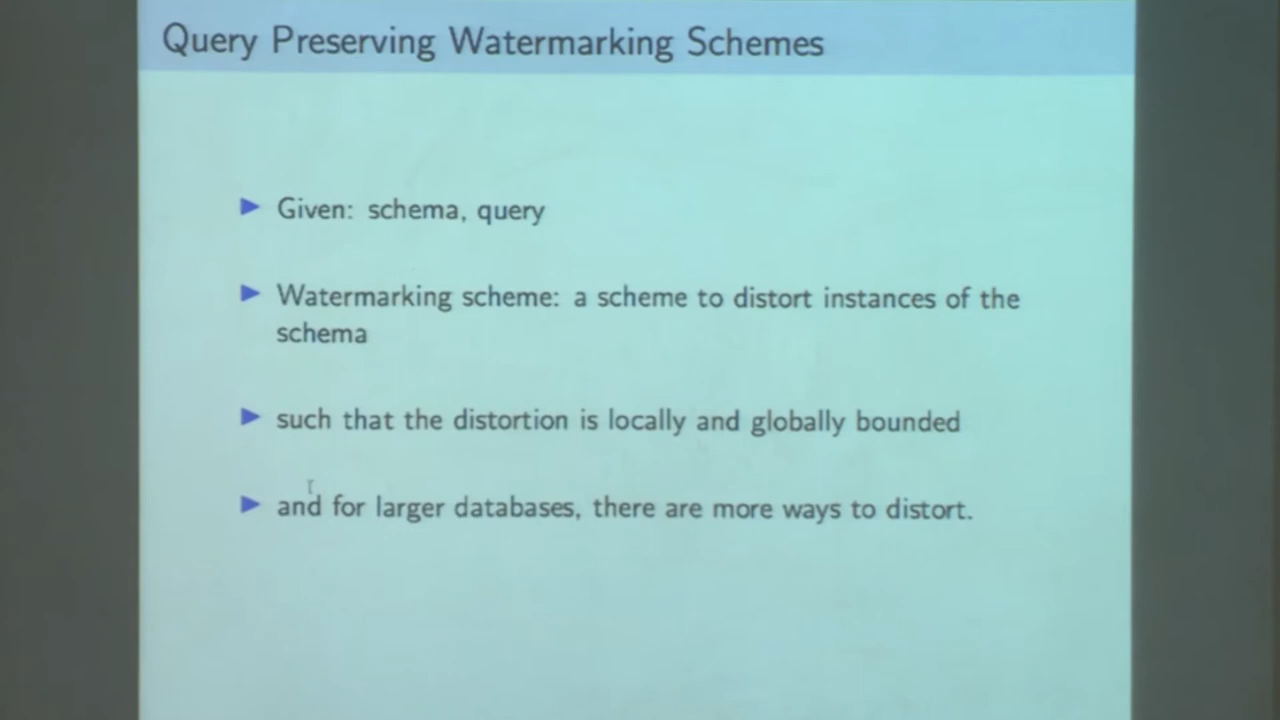 Query Preserving Watermarking Schemes
Given: schema, query
Watermarking scheme: a scheme to distort instances of the
schema
such that the distortion is locally and globally bounded
and for larger databases, there are more ways to distort.